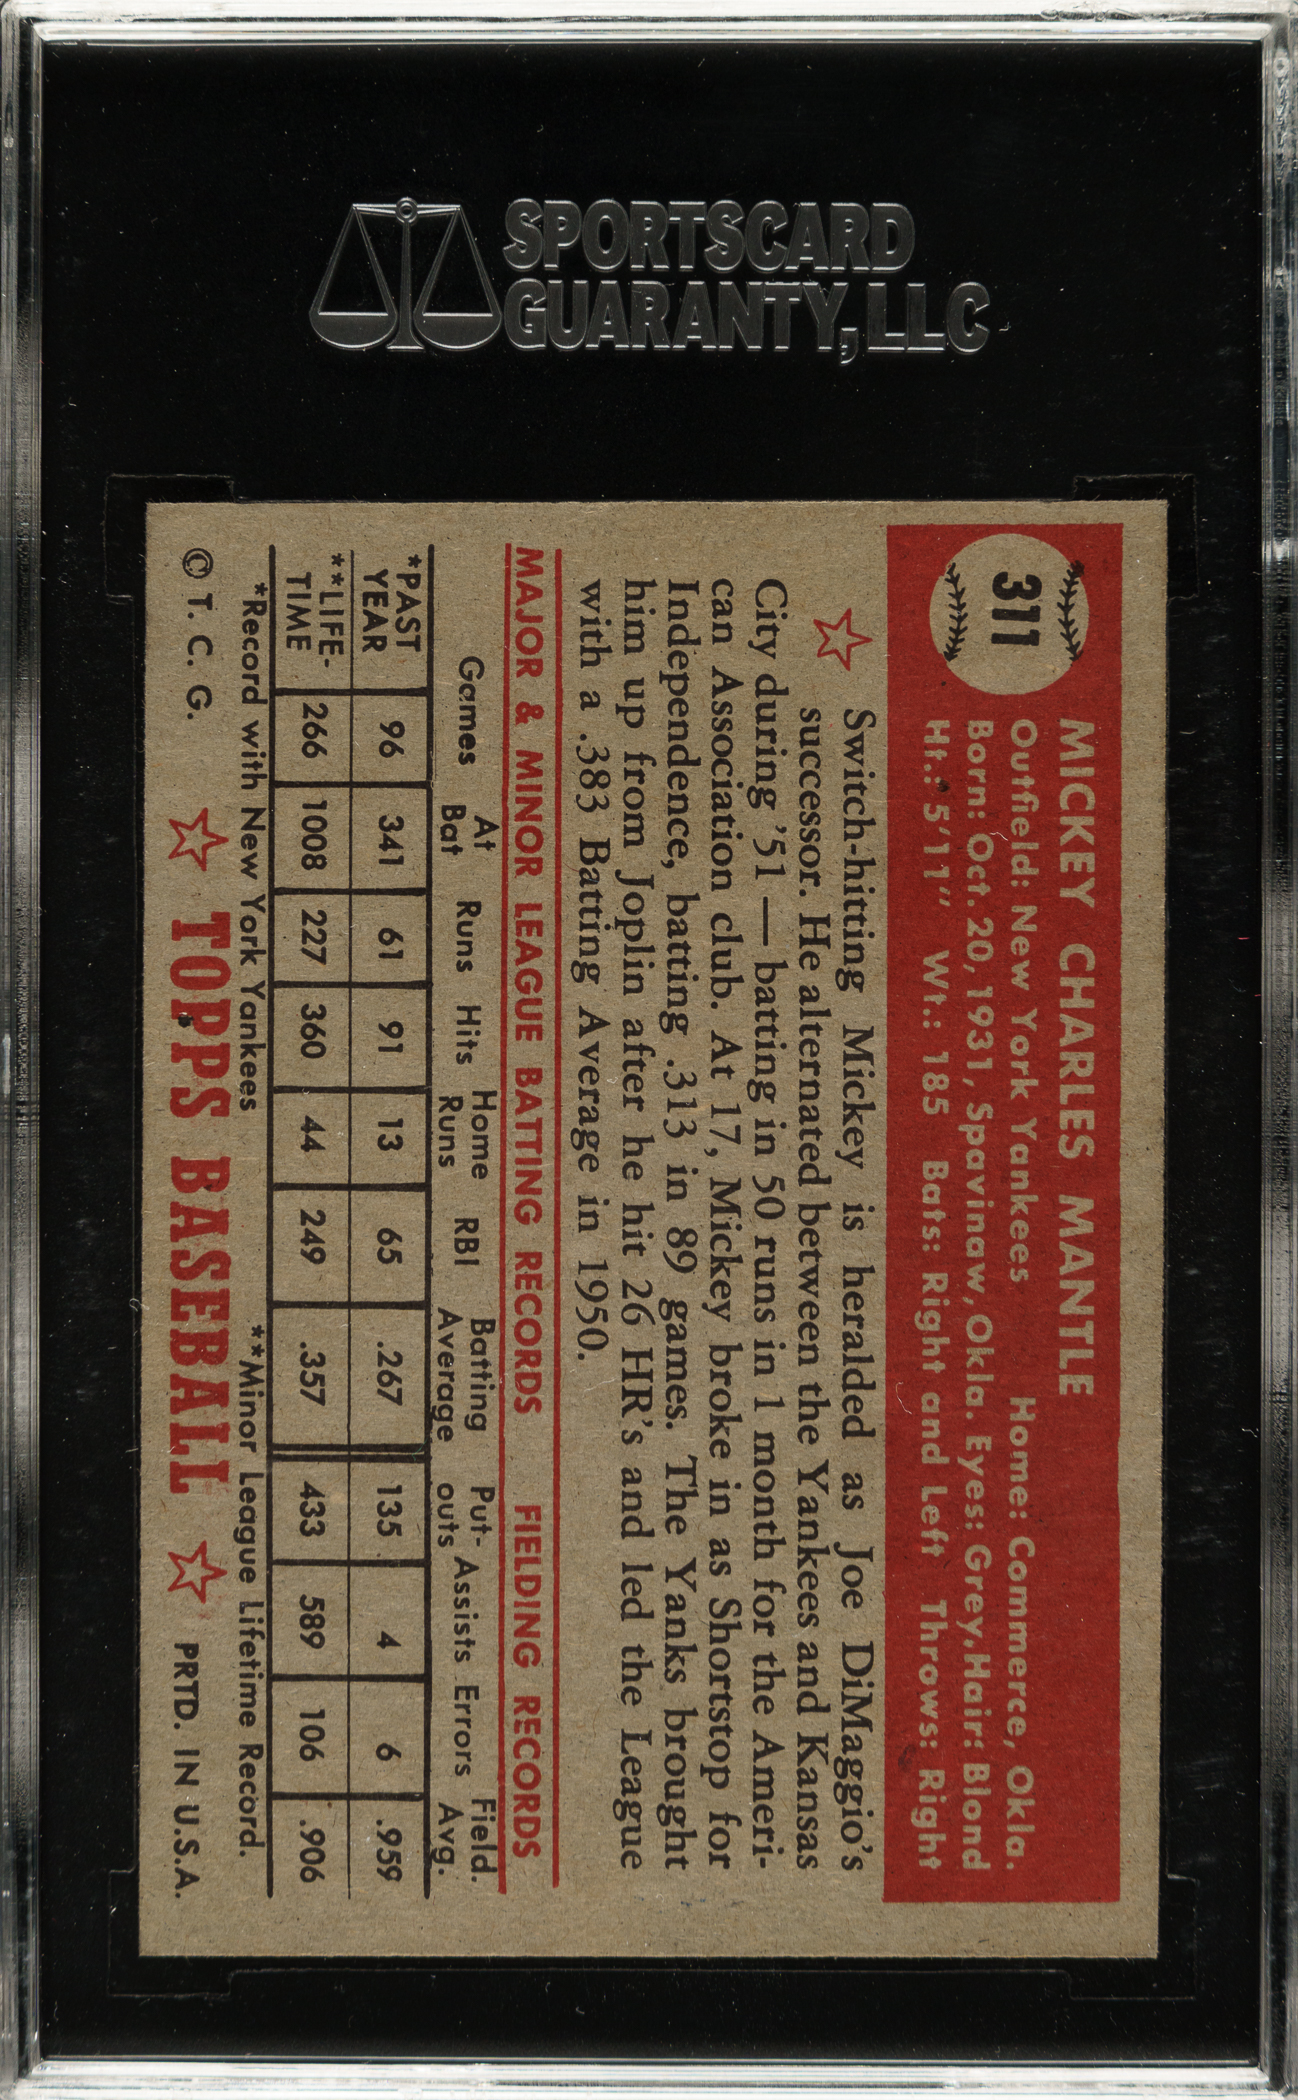 SPORTSCARD
GUARANTY, LLC
311
MICKEY CHARLES MANTLE
Outfield: New York Yankees Home: Commerce, Okla.
Born: Oct. 20, 1931, Spavinaw, Okla. Eyes: Grey, Hair: Blond
Ht.: 5'11" Wt.: 185 Bats: Right and Left Throws: Right
Switch-hitting Mickey is heralded as Joe DiMaggio's
successor. He alternated between the Yankees and Kansas
City during '51 — batting in 50 runs in 1 month for the Ameri-
can Association club. At 17, Mickey broke in as Shortstop for
Independence, batting .313 in 89 games. The Yanks brought
him up from Joplin after he hit 26 HR's and led the League
with a .383 Batting Average in 1950.
MAJOR & MINOR LEAGUE BATTING RECORDS FIELDING RECORDS
Games At Bat Runs Hits Home Runs RBI Batting Average Put-outs Assists Errors Field. Avg.
*PAST YEAR 96 341 61 91 13 65 .267 135 4 6 .959
**LIFE-TIME 266 1008 227 360 44 249 .357 433 589 106 .906
*Record with New York Yankees **Minor League Lifetime Record.
© T. C. G. TOPPS BASEBALL PRTD. IN U.S.A.